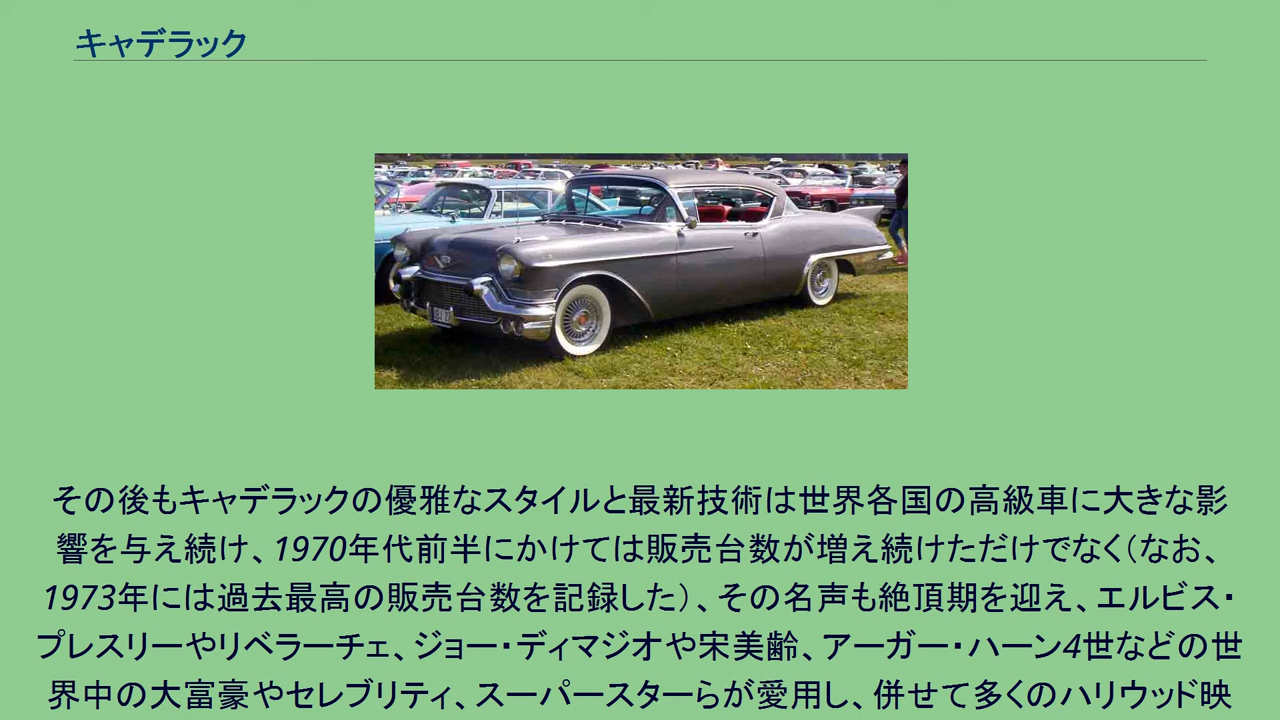 キャデラック
その後もキャデラックの優雅なスタイルと最新技術は世界各国の高級車に大きな影
響を与え続け、1970年代前半にかけては販売台数が増え続けただけでなく（なお、
1973年には過去最高の販売台数を記録した）、その名声も絶頂期を迎え、エルビス・
プレスリーやリベラーチェ、ジョー・ディマジオや宋美齢、アーガー・ハーン4世などの世
界中の大富豪やセレブリティ、スーパースターらが愛用し、併せて多くのハリウッド映